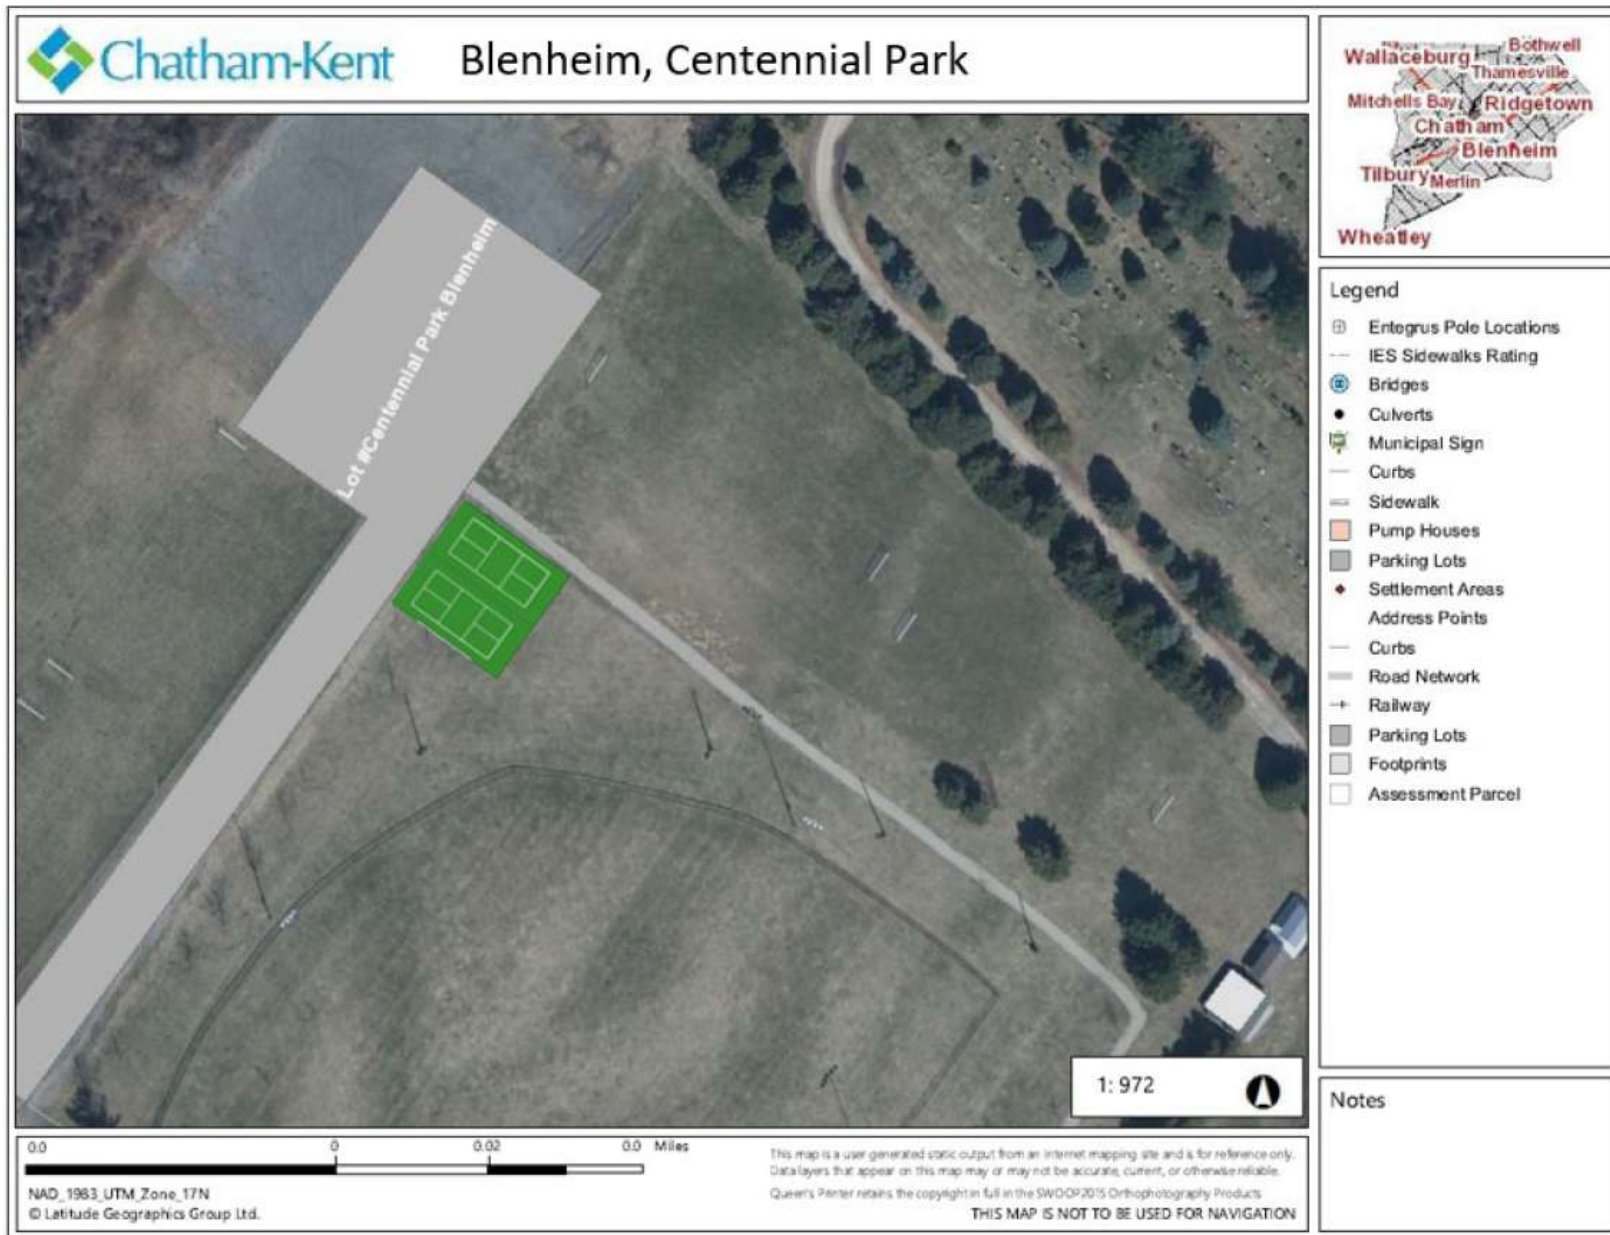 Chatham-Kent
Blenheim, Centennial Park
Wallaceburg
Bothwell
Thamesville
Mitchells Bay
Ridgetown
Chatham
Blenheim
Tilbury
Merlin
Wheatley
Lot #Centennial Park Blenheim
Legend
Entegrus Pole Locations
IES Sidewalks Rating
Bridges
Culverts
Municipal Sign
Curbs
Sidewalk
Pump Houses
Parking Lots
Settlement Areas
Address Points
Curbs
Road Network
Railway
Parking Lots
Footprints
Assessment Parcel
1: 972
Notes
0.0 0 0.02 0.0 Miles
NAD_1983_UTM_Zone_17N
© Latitude Geographics Group Ltd.
This map is a user generated static output from an Internet mapping site and is for reference only.
Data layers that appear on this map may or may not be accurate, current, or otherwise reliable.
Queen's Printer retains the copyright in full in the SWOOP2015 Orthophotography Products
THIS MAP IS NOT TO BE USED FOR NAVIGATION